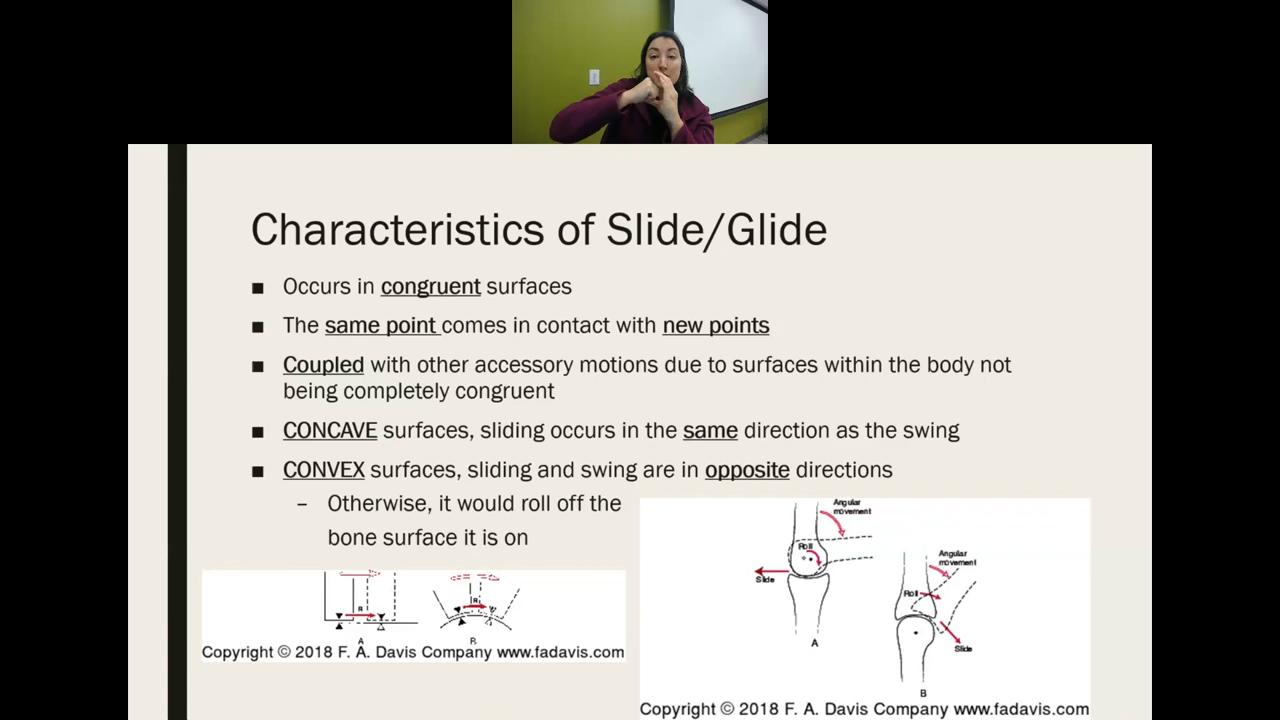 Characteristics of Slide/Glide
■ Occurs in congruent surfaces
■ The same point comes in contact with new points
■ Coupled with other accessory motions due to surfaces within the body not
being completely congruent
■ CONCAVE surfaces, sliding occurs in the same direction as the swing
■ CONVEX surfaces, sliding and swing are in opposite directions
– Otherwise, it would roll off the
bone surface it is on
R
R
A
Copyright © 2018 F. A. Davis Company www.fadavis.com
Angular
movement
Roll
Slide
A
Angular
movement
Roll
Slide
B
Copyright © 2018 F. A. Davis Company www.fadavis.com